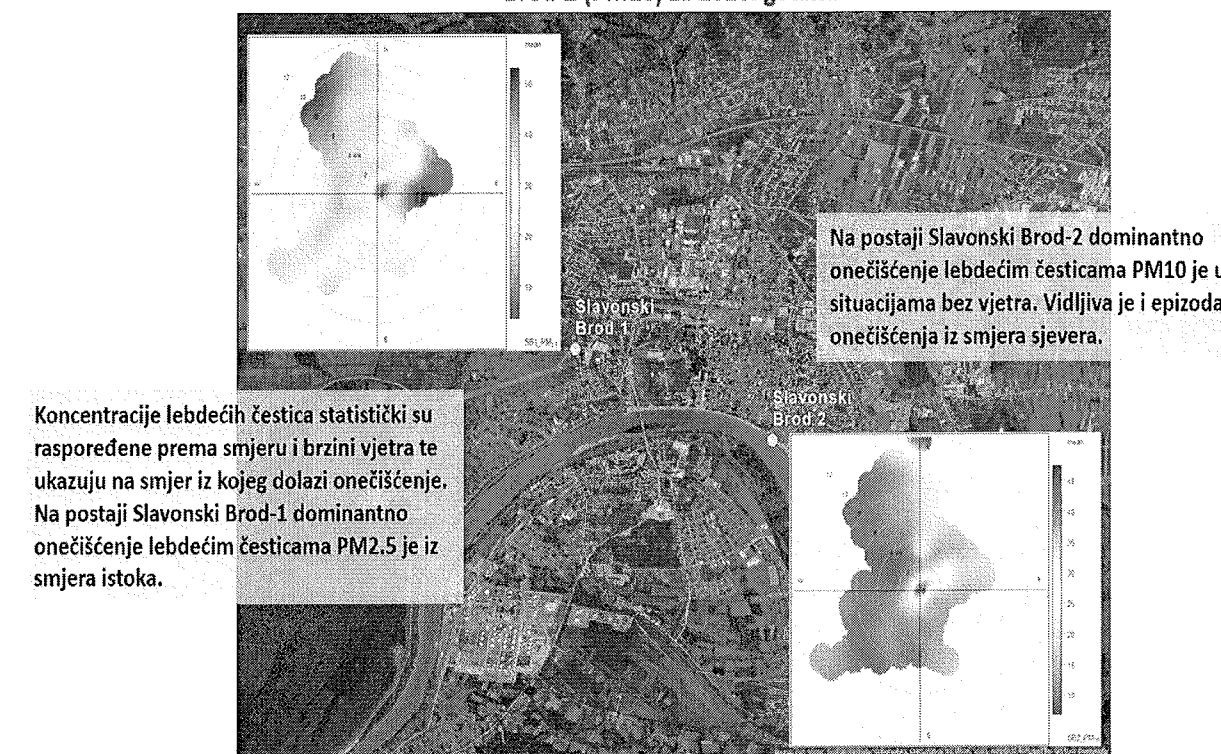 Na postaji Slavonski Brod-2 dominantno
onečišćenje lebdećim česticama PM10 je u
situacijama bez vjetra. Vidljiva je i epizoda
onečišćenja iz smjera sjevera.
Slavonski
Brod 1
Slavonski
Brod 2
Koncentracije lebdećih čestica statistički su
raspoređene prema smjeru i brzini vjetra te
ukazuju na smjer iz kojeg dolazi onečišćenje.
Na postaji Slavonski Brod-1 dominantno
onečišćenje lebdećim česticama PM2.5 je iz
smjera istoka.